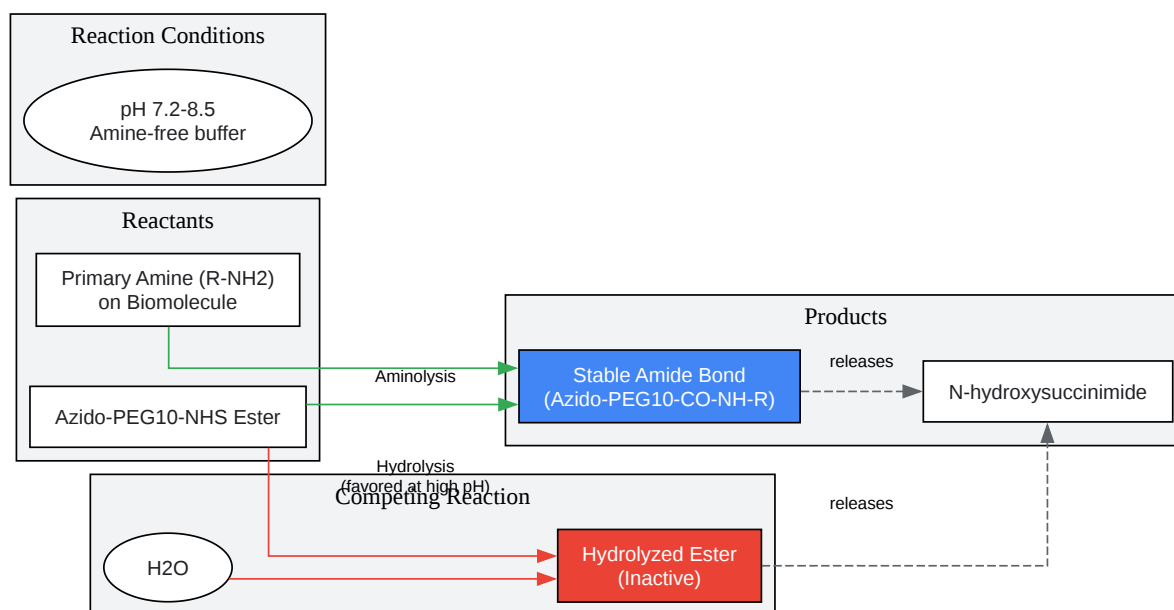 Reaction Conditions
pH 7.2-8.5
Amine-free buffer
Reactants
Primary Amine (R-NH2)
on Biomolecule
Azido-PEG10-NHS Ester
Aminolysis
Products
Stable Amide Bond
(Azido-PEG10-CO-NH-R)
releases
N-hydroxysuccinimide
Hydrolysis
(favored at high pH)
Competing Reaction
H2O
Hydrolyzed Ester
(Inactive)
releases